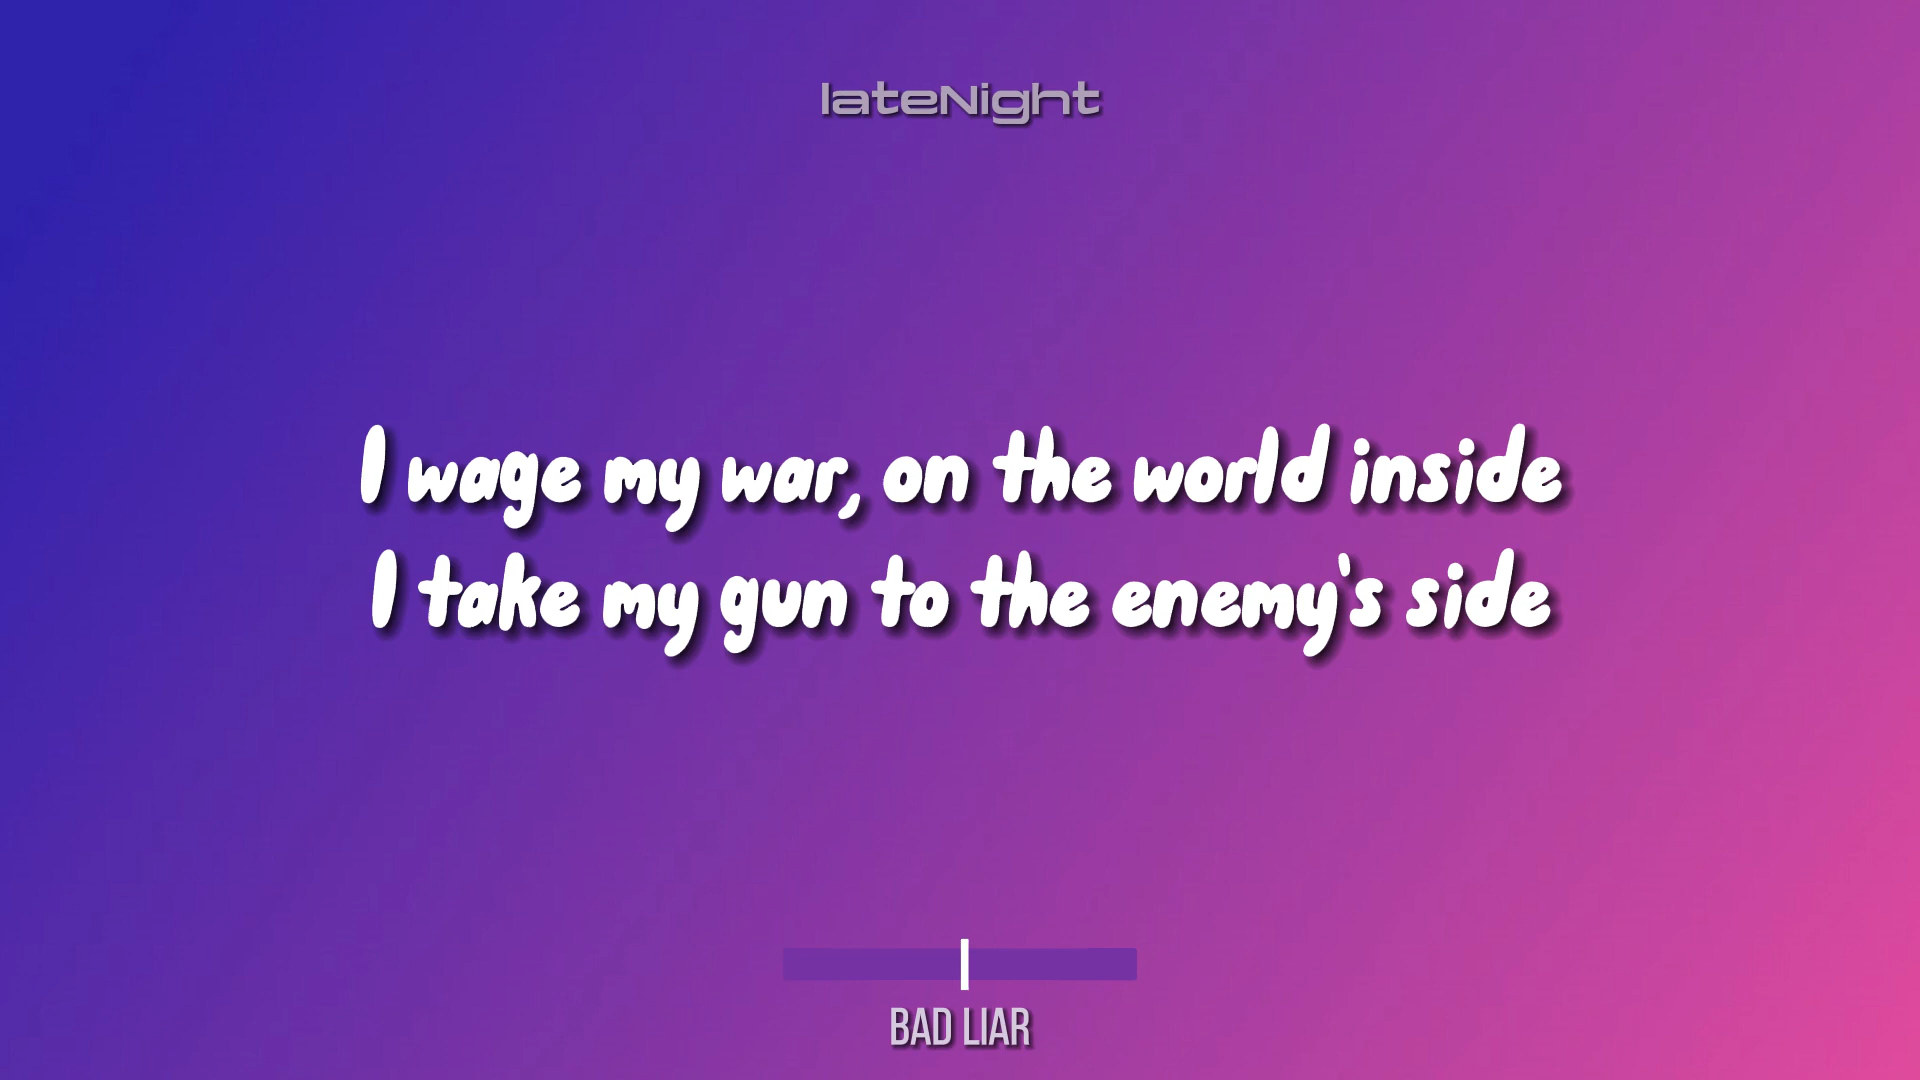 lateNight
I wage my war, on the world inside
I take my gun to the enemy's side
BAD LIAR